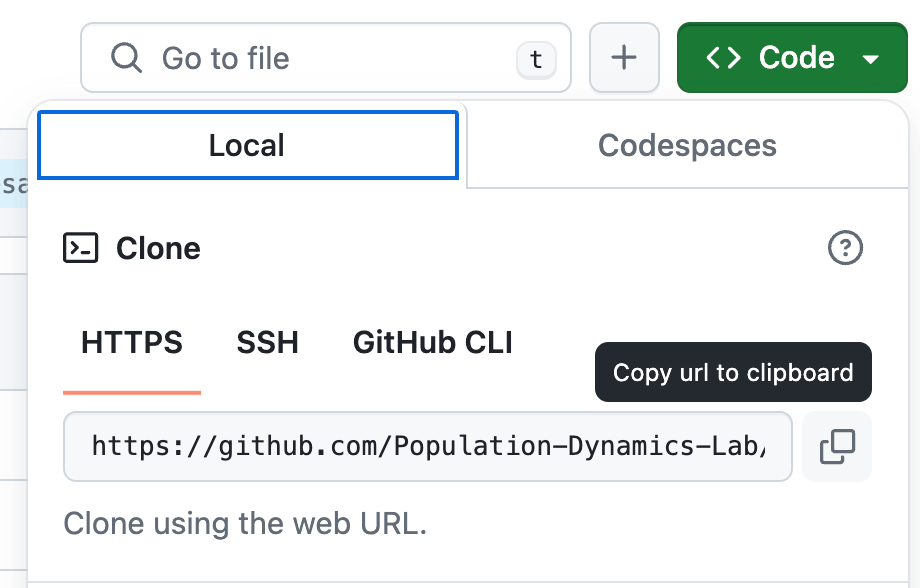 Go to file t + Code
Local Codespaces
sa
Clone
HTTPS SSH GitHub CLI
Copy url to clipboard
https://github.com/Population-Dynamics-Lab/
Clone using the web URL.